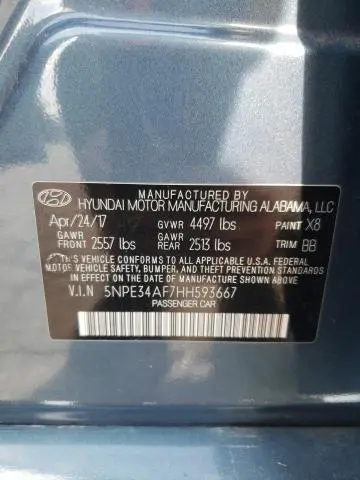 MANUFACTURED BY
HYUNDAI MOTOR MANUFACTURING ALABAMA, LLC
Apr/24/17 GVWR 4497 lbs PAINT X8
GAWR FRONT 2557 lbs GAWR REAR 2513 lbs TRIM BB
THIS VEHICLE CONFORMS TO ALL APPLICABLE U.S.A. FEDERAL
MOTOR VEHICLE SAFETY, BUMPER, AND THEFT PREVENTION STANDARDS
IN EFFECT ON THE DATE OF MANUFACTURE SHOWN ABOVE.
V.I.N 5NPE34AF7HH593667
PASSENGER CAR